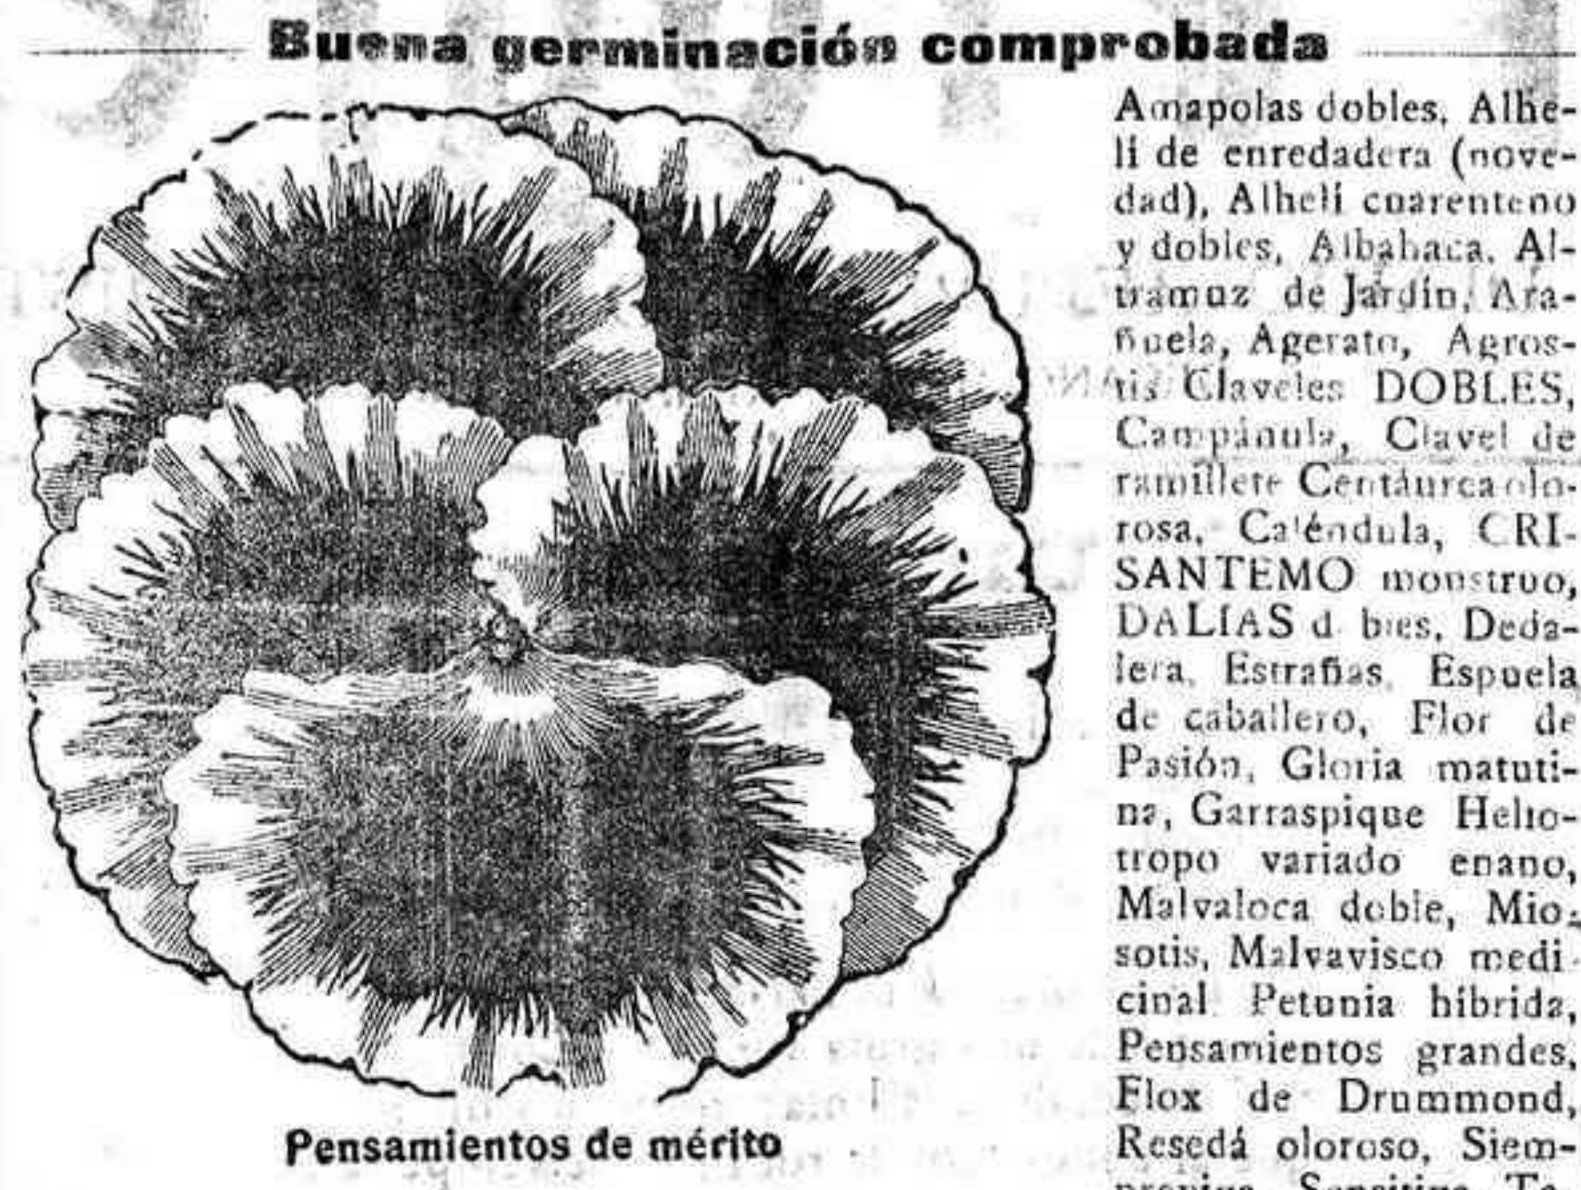 Buena germinación comprobada
Amapolas dobles, Alhe-
lí de enredadera (nove-
dad), Alhelí cuarenteno
y dobles, Albahaca, Al-
tramuz de Jardín, Ara-
ñuela, Agerato, Agros-
tis Claveles DOBLES,
Campánula, Clavel de
ramillete Centáurea olo-
rosa, Caléndula, CRI-
SANTEMO monstruo,
DALIAS d bles, Deda-
lera, Estrañas, Espuela
de caballero, Flor de
Pasión, Gloria matuti-
na, Garraspique Helio-
tropo variado enano,
Malvaloca doble, Mio-
sotis, Malvavisco medi-
cinal Petunia híbrida,
Pensamientos grandes,
Flox de Drummond,
Resedá oloroso, Siem-
Pensamientos de mérito